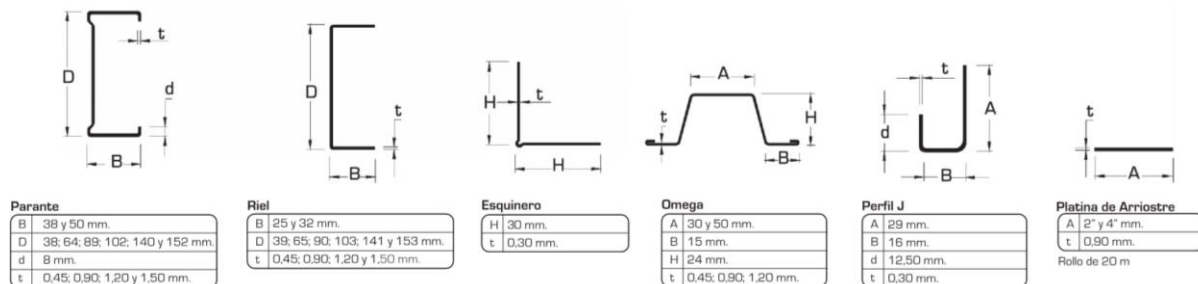 D
t
d
B
D
t
B
H
t
H
A
t
H
B
t
d
A
B
t
A
Parante
B 38 y 50 mm.
D 38; 64; 89; 102; 140 y 152 mm.
d 8 mm.
t 0,45; 0,90; 1,20 y 1,50 mm.
Riel
B 25 y 32 mm.
D 39; 65; 90; 103; 141 y 153 mm.
t 0,45; 0,90; 1,20 y 1,50 mm.
Esquinero
H 30 mm.
t 0,30 mm.
Omega
A 30 y 50 mm.
B 15 mm.
H 24 mm.
t 0,45; 0,90; 1,20 mm.
Perfil J
A 29 mm.
B 16 mm.
d 12,50 mm.
t 0,30 mm.
Platina de Arriostre
A 2" y 4" mm.
t 0,90 mm.
Rollo de 20 m